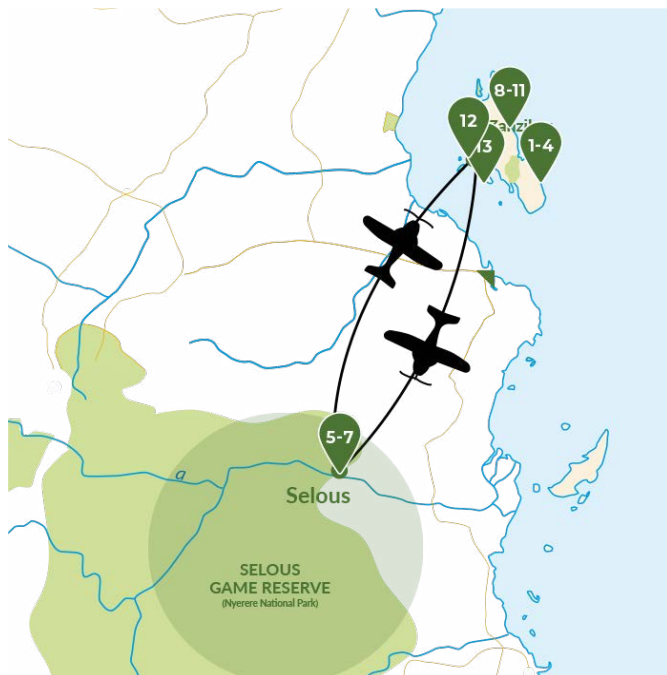 8-11
12
13
1-4
5-7
a
Selous
SELOUS
GAME RESERVE
(Nyerere National Park)